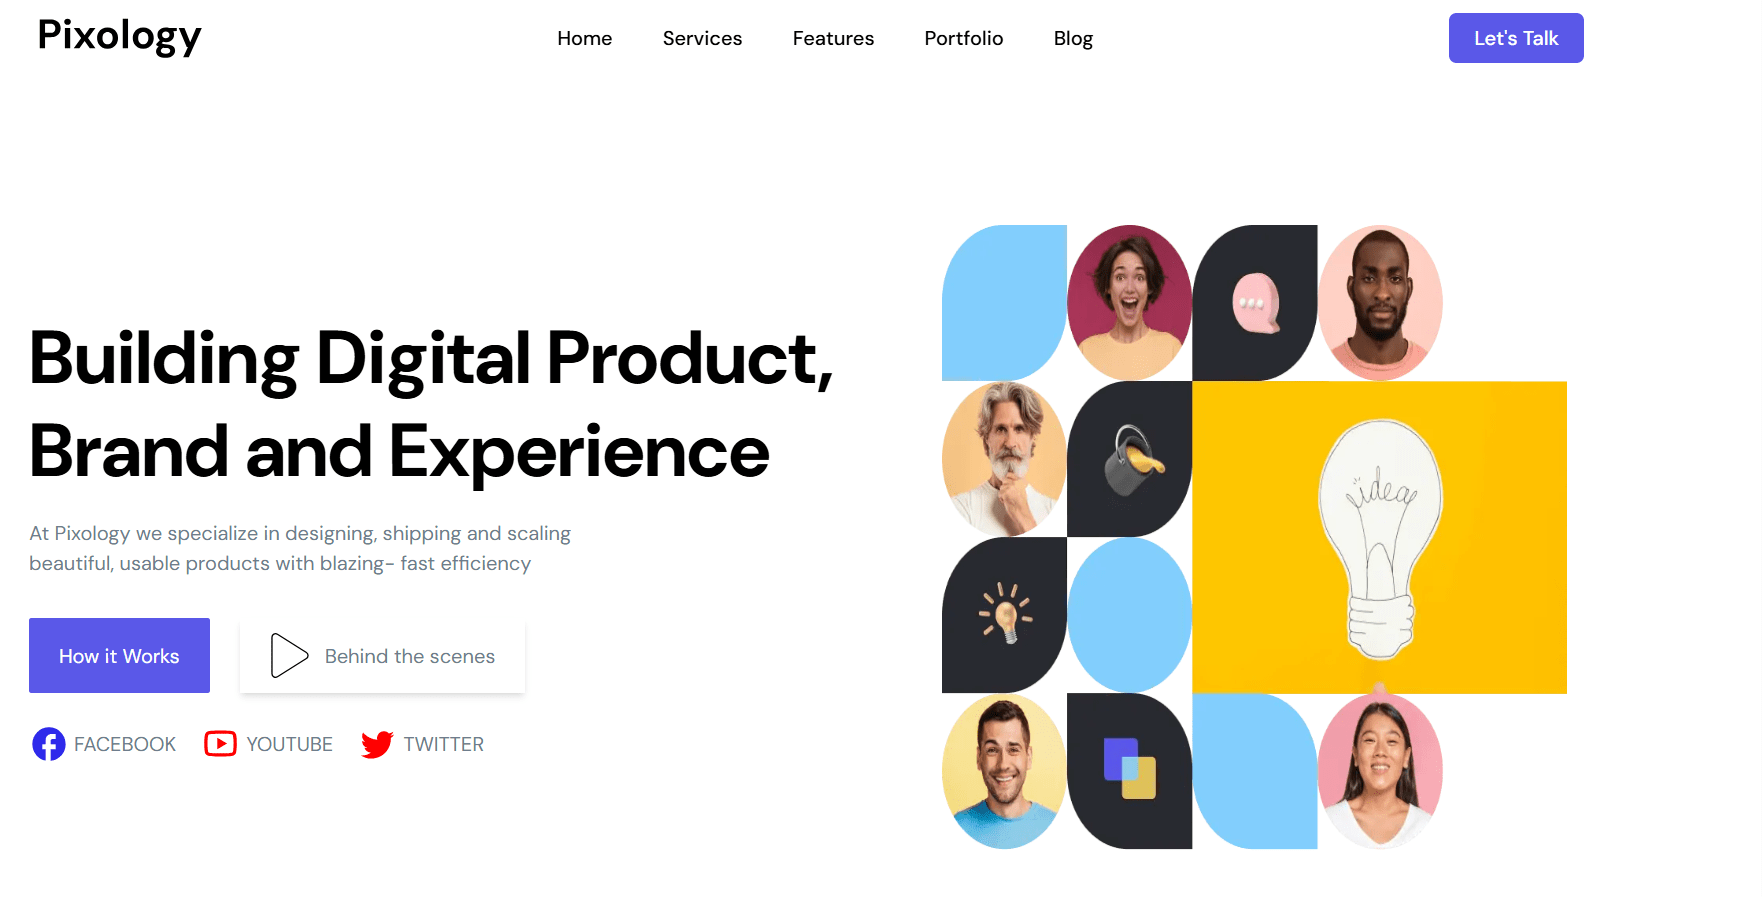 Pixology
Home Services Features Portfolio Blog
Let's Talk
Building Digital Product,
Brand and Experience
At Pixology we specialize in designing, shipping and scaling
beautiful, usable products with blazing- fast efficiency
How it Works
Behind the scenes
FACEBOOK YOUTUBE TWITTER
idea